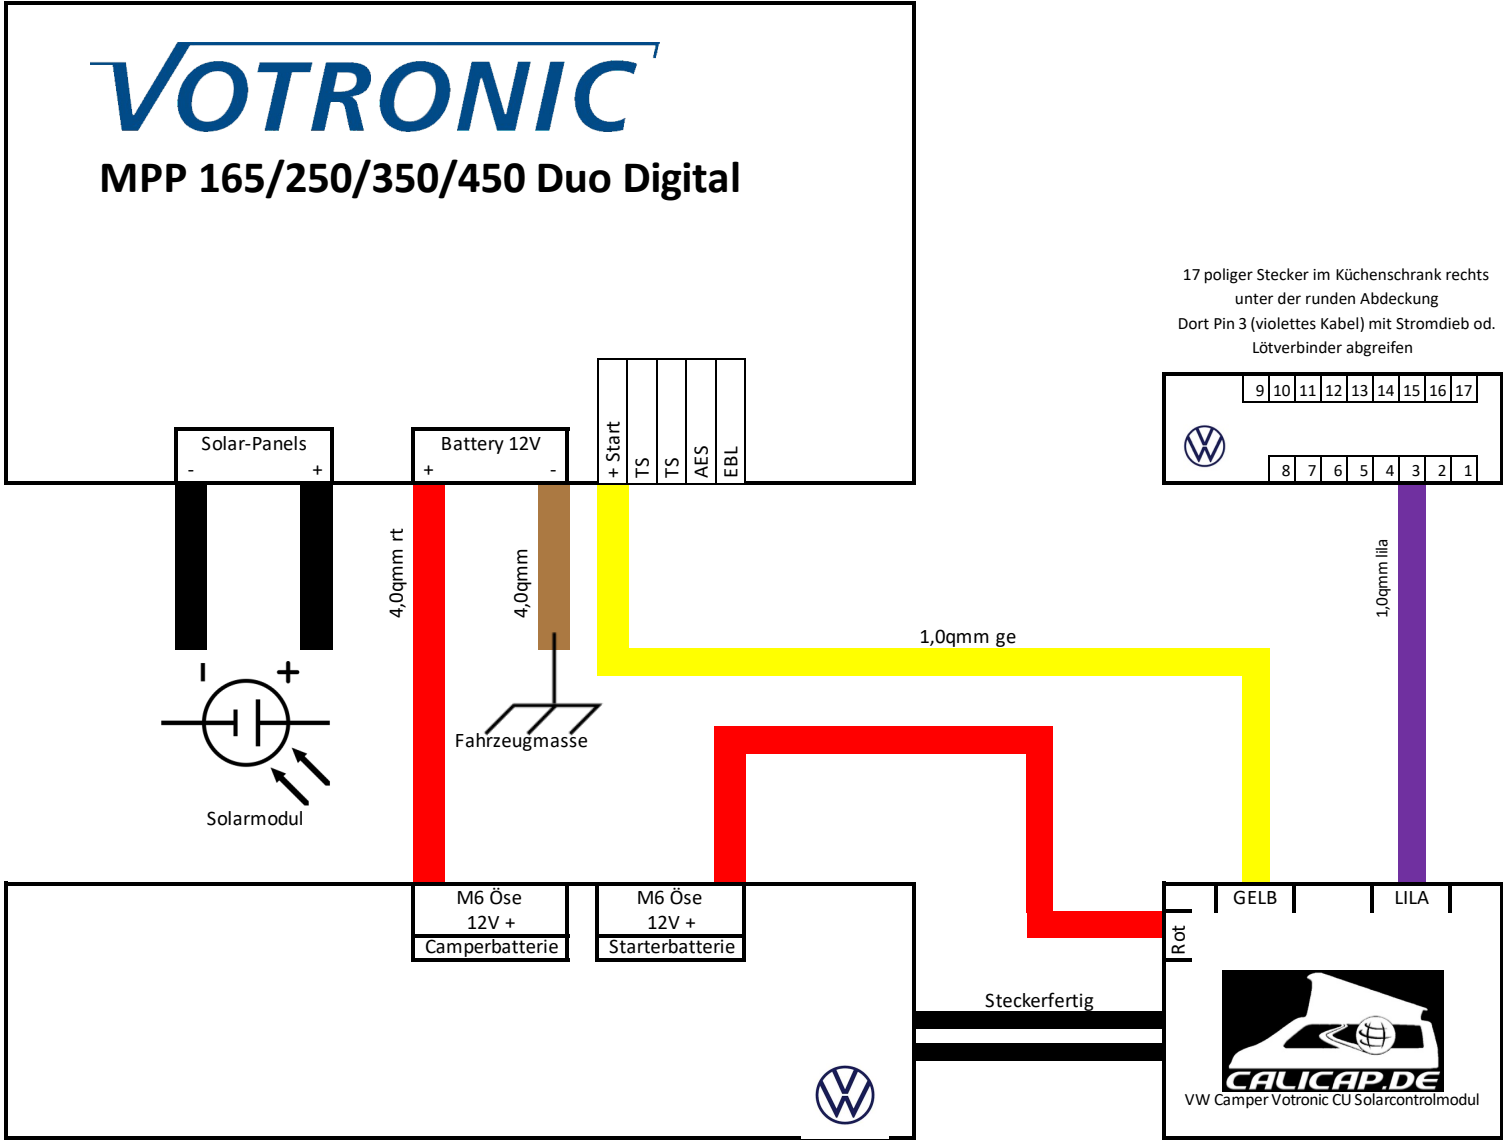 VOTRONIC
MPP 165/250/350/450 Duo Digital
17 poliger Stecker im Küchenschrank rechts
unter der runden Abdeckung
Dort Pin 3 (violettes Kabel) mit Stromdieb od.
Lötverbinder abgreifen
9 10 11 12 13 14 15 16 17
8 7 6 5 4 3 2 1
Solar-Panels
- +
Battery 12V
+ -
+ Start
TS
TS
AES
EBL
4,0qmm rt
4,0qmm
1,0qmm lila
1,0qmm ge
- +
Fahrzeugmasse
Solarmodul
M6 Öse
12V +
Camperbatterie
M6 Öse
12V +
Starterbatterie
GELB
LILA
Rot
Steckerfertig
CALICAP.DE
VW Camper Votronic CU Solarcontrolmodul